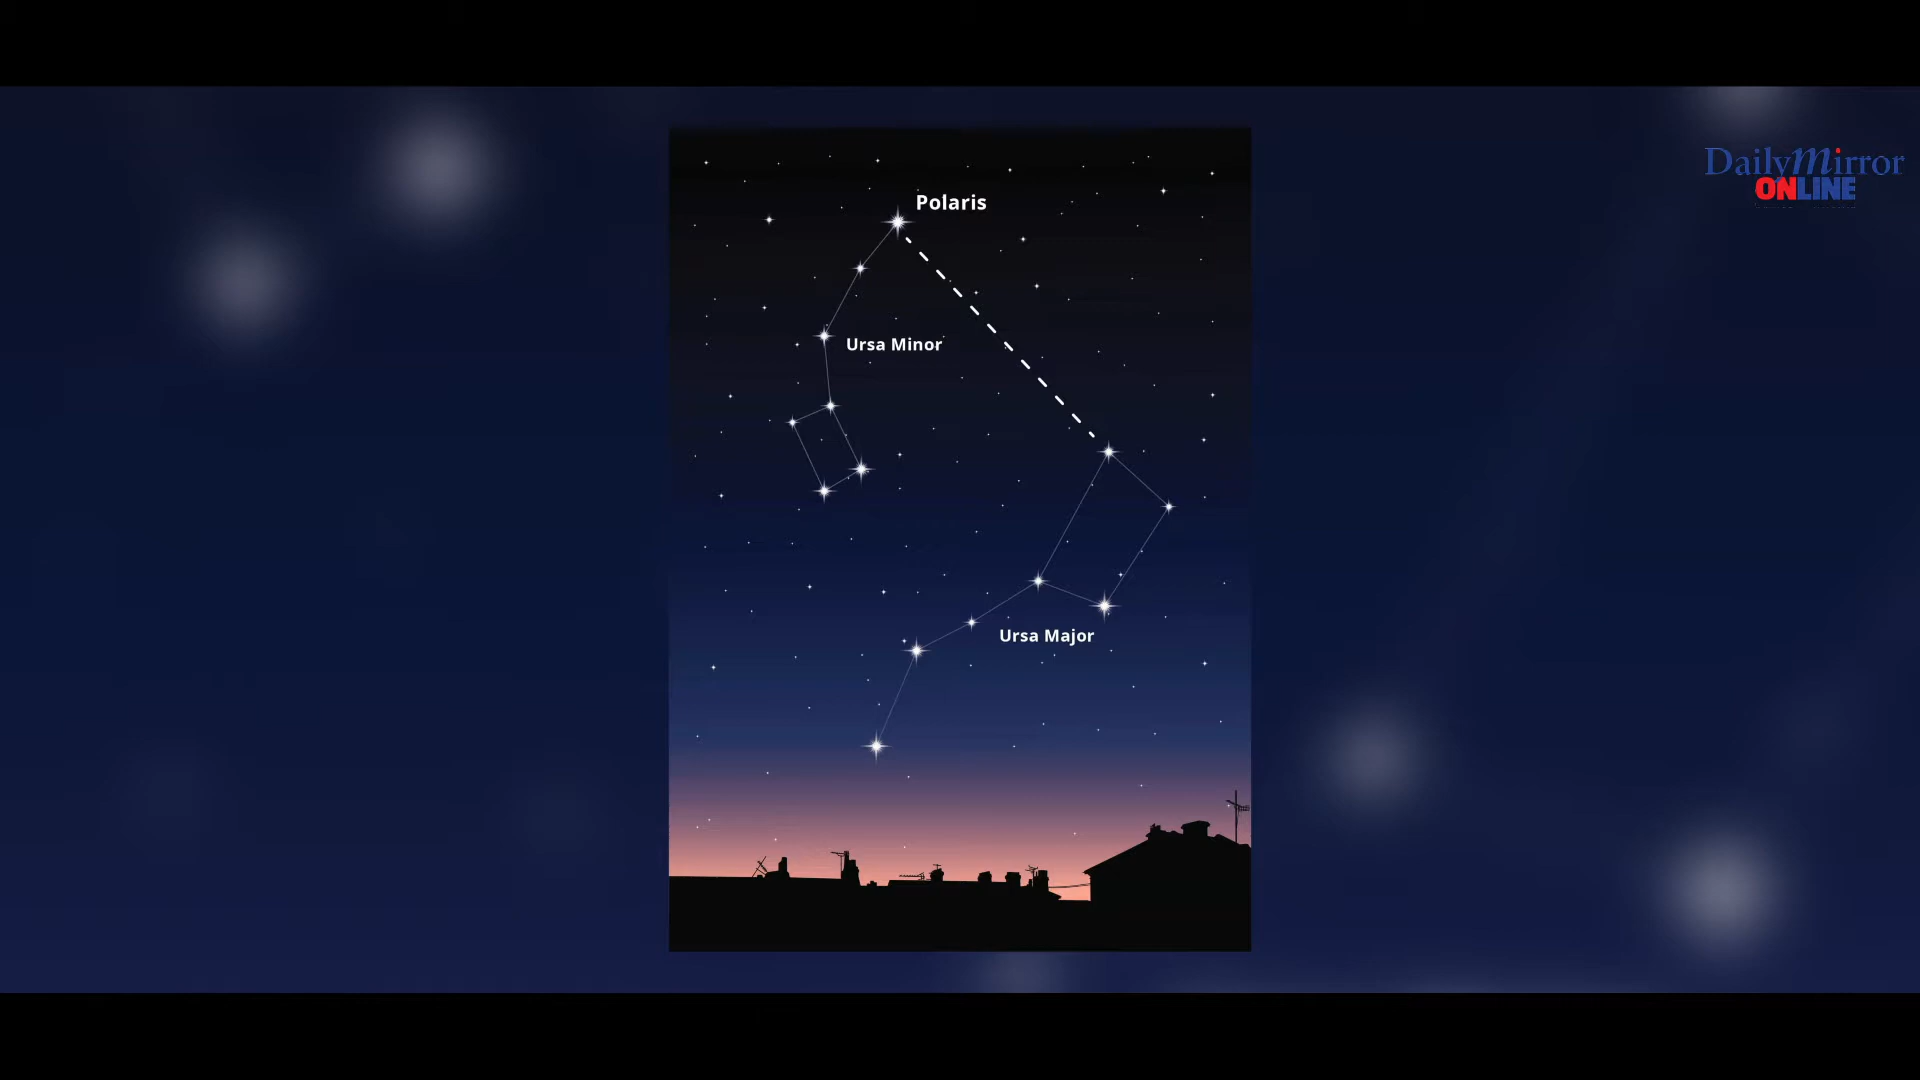 DailyMirror
ONLINE
Polaris
Ursa Minor
Ursa Major